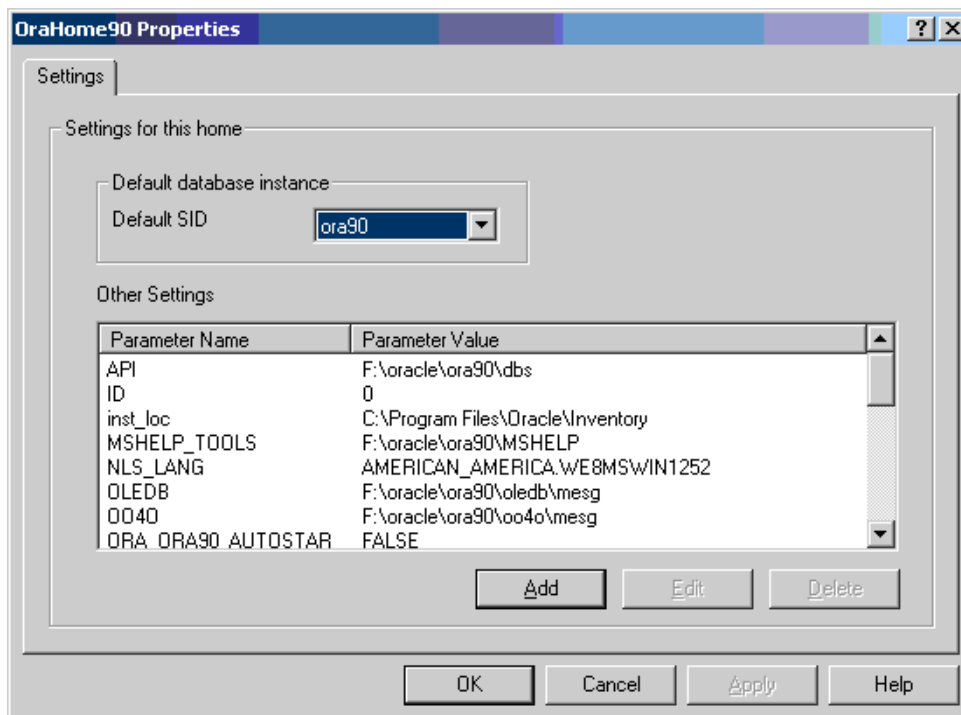 OraHome90 Properties
Settings
Settings for this home
Default database instance
Default SID ora90
Other Settings
Parameter Name Parameter Value
API F:\oracle\ora90\dbs
ID 0
inst_loc C:\Program Files\Oracle\Inventory
MSHELP_TOOLS F:\oracle\ora90\MSHELP
NLS_LANG AMERICAN_AMERICA.WE8MSWIN1252
OLEDB F:\oracle\ora90\oledb\mesg
OO4O F:\oracle\ora90\oo4o\mesg
ORA_ORA90_AUTOSTAR FALSE
Add Edit Delete
OK Cancel Apply Help